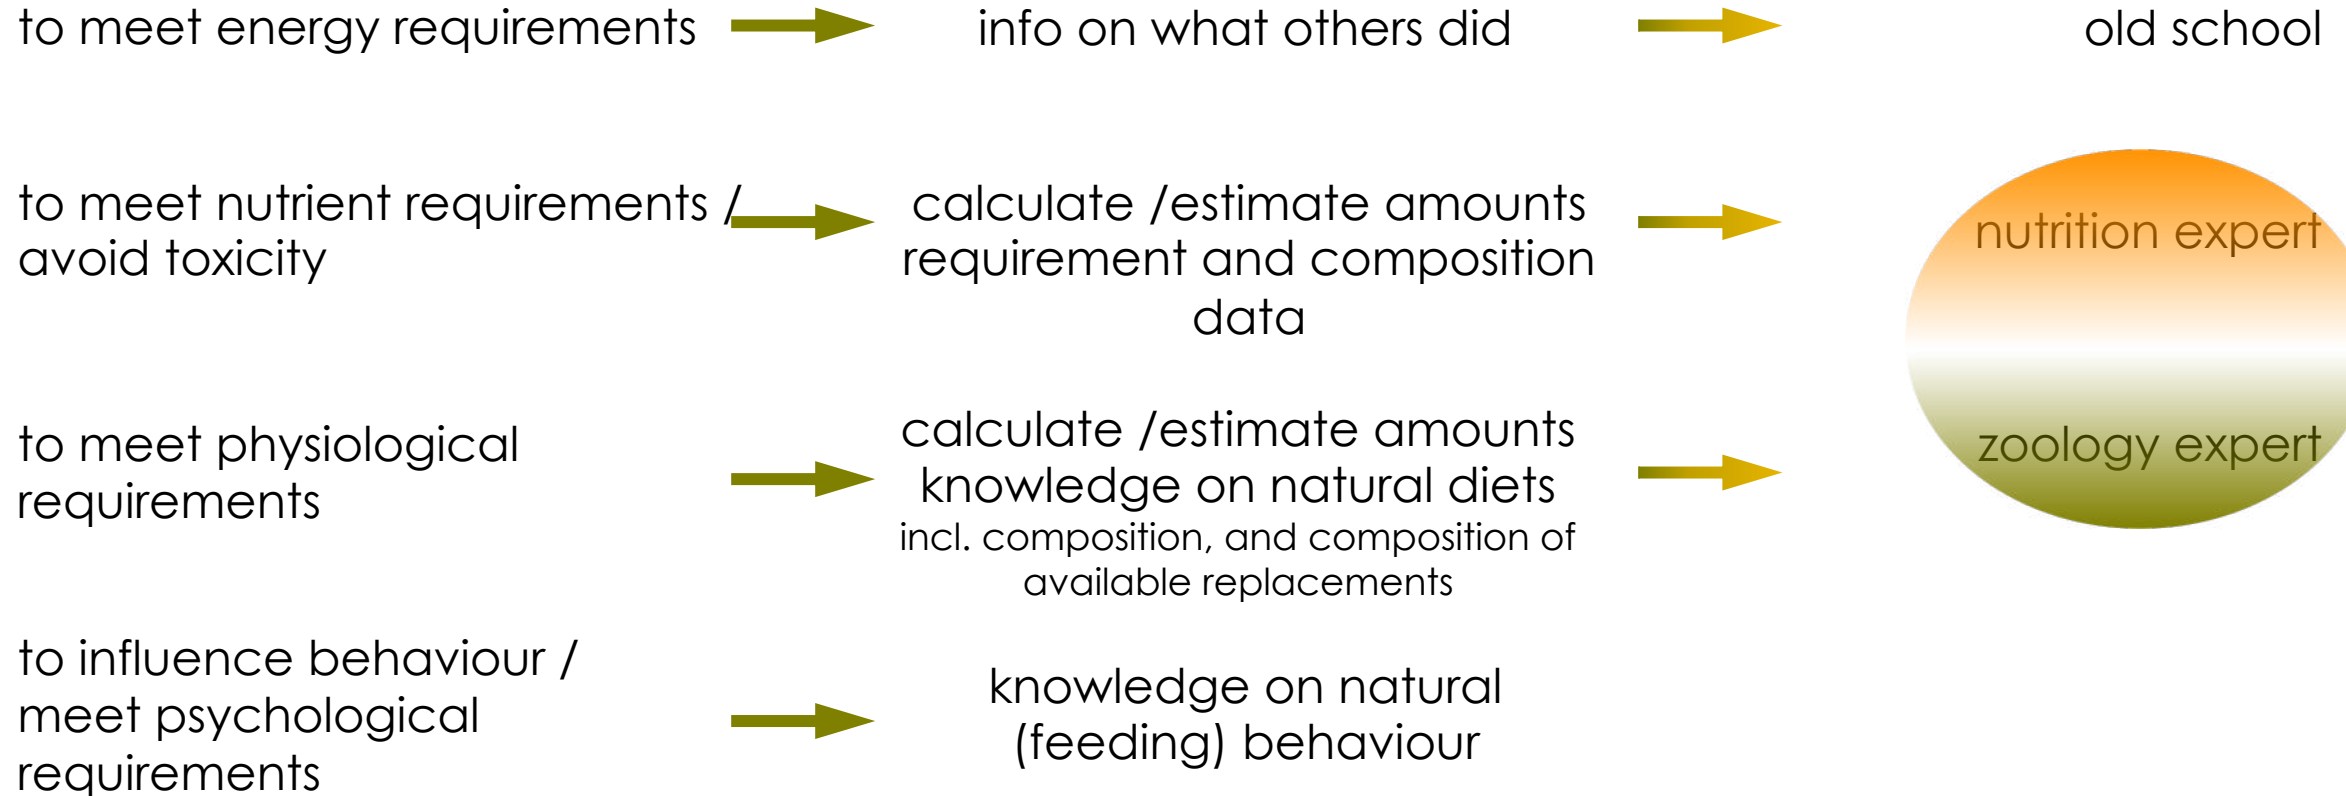 to meet energy requirements
info on what others did
old school
to meet nutrient requirements /
avoid toxicity
calculate /estimate amounts
requirement and composition
data
nutrition expert
to meet physiological
requirements
calculate /estimate amounts
knowledge on natural diets
incl. composition, and composition of
available replacements
zoology expert
to influence behaviour /
meet psychological
requirements
knowledge on natural
(feeding) behaviour